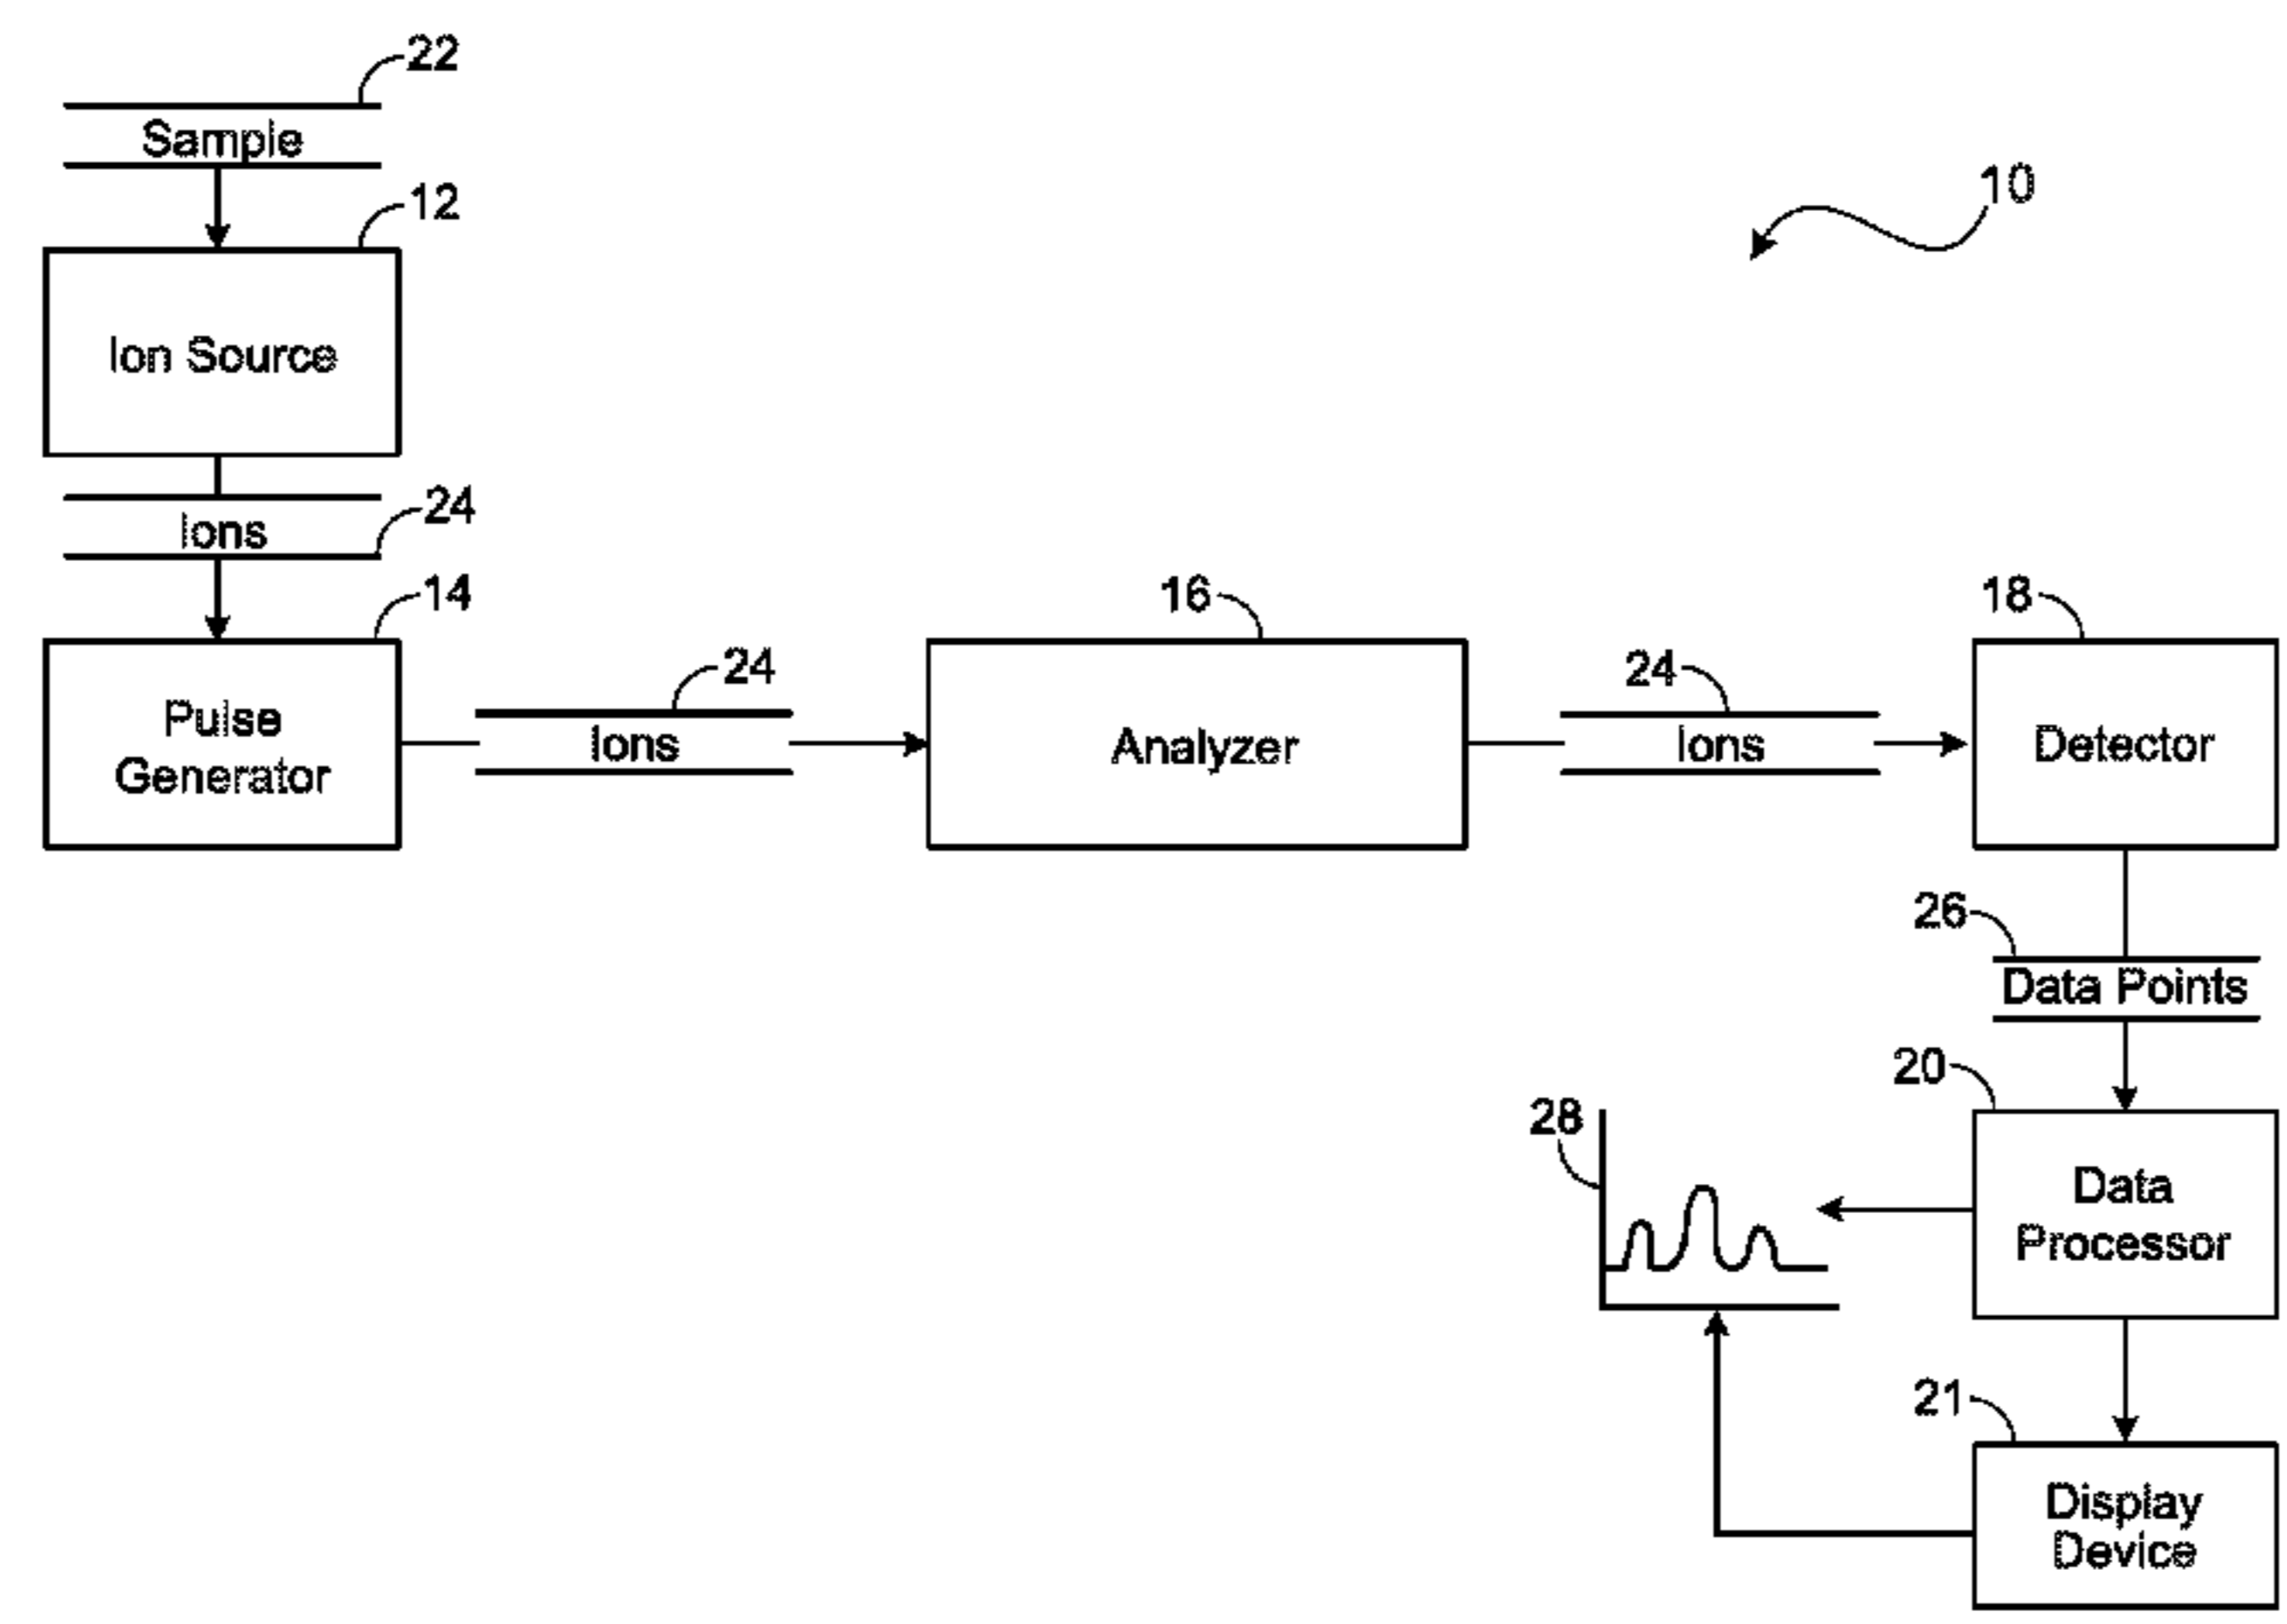 22
Sample
12
10
Ion Source
24
Ions
14
16
18
24
24
Pulse
Generator
Ions
Analyzer
Ions
Detector
26
Data Points
20
28
Data
Processor
21
Display
Device